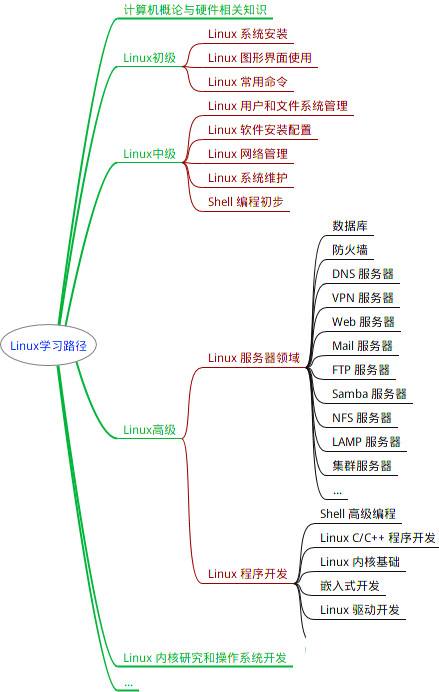 Linux学习路径
计算机概论与硬件相关知识
Linux初级
Linux 系统安装
Linux 图形界面使用
Linux 常用命令
Linux中级
Linux 用户和文件系统管理
Linux 软件安装配置
Linux 网络管理
Linux 系统维护
Shell 编程初步
Linux高级
Linux 服务器领域
数据库
防火墙
DNS 服务器
VPN 服务器
Web 服务器
Mail 服务器
FTP 服务器
Samba 服务器
NFS 服务器
LAMP 服务器
集群服务器
...
Linux 程序开发
Shell 高级编程
Linux C/C++ 程序开发
Linux 内核基础
嵌入式开发
Linux 驱动开发
Linux 内核研究和操作系统开发
...